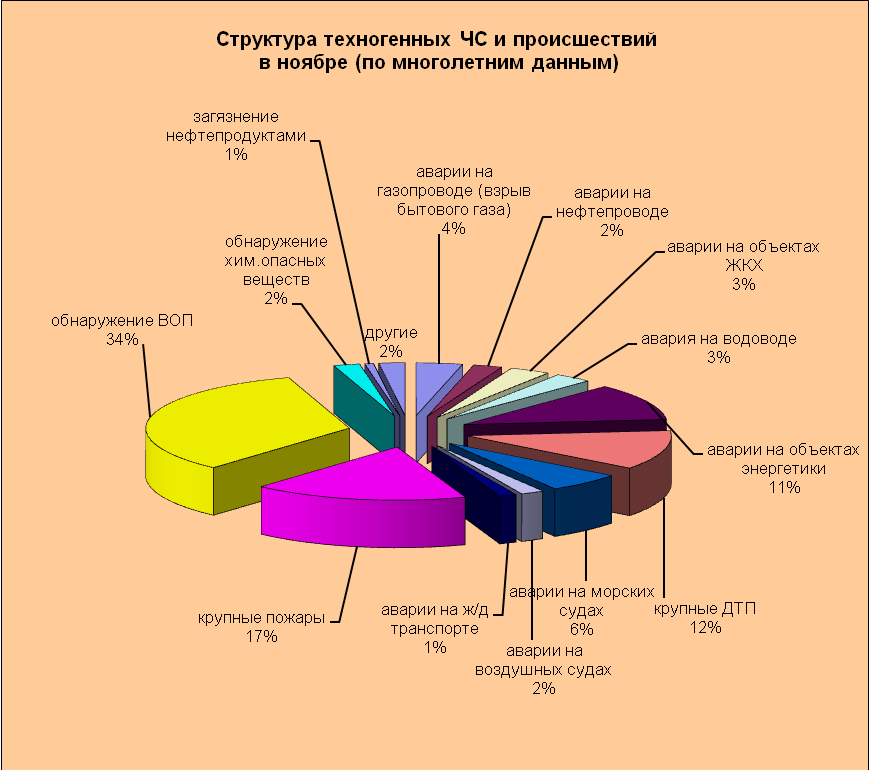 Структура техногенных ЧС и происшествий
в ноябре (по многолетним данным)
загязнение
нефтепродуктами
1%
аварии на
газопроводе (взрыв
бытового газа)
4%
аварии на
нефтепроводе
2%
аварии на объектах
ЖКХ
3%
авария на водоводе
3%
аварии на объектах
энергетики
11%
крупные ДТП
12%
аварии на морских
судах
6%
аварии на
воздушных судах
2%
аварии на ж/д
транспорте
1%
крупные пожары
17%
обнаружение ВОП
34%
обнаружение
хим.опасных
веществ
2%
другие
2%